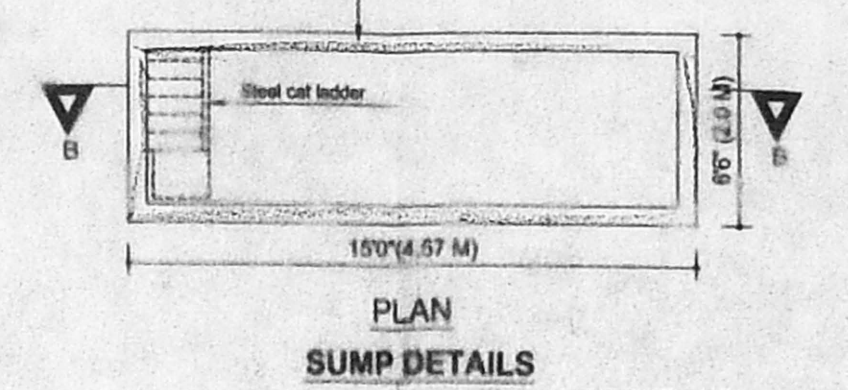 Steel cat ladder
B
B
6'6" (2.0 M)
15'0"(4.57 M)
PLAN
SUMP DETAILS